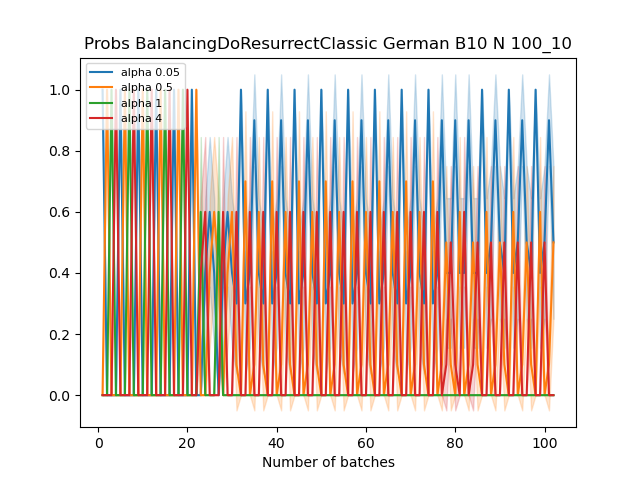 Probs BalancingDoResurrectClassic German B10 N 100_10
alpha 0.05
alpha 0.5
alpha 1
alpha 4
1.0
0.8
0.6
0.4
0.2
0.0
0 20 40 60 80 100
Number of batches